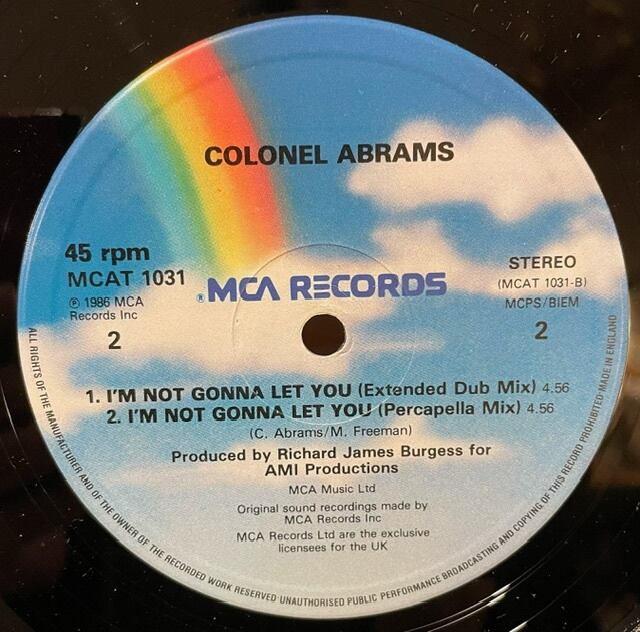 COLONEL ABRAMS
45 rpm
MCAT 1031
℗ 1986 MCA
Records Inc
2
® MCA RECORDS
STEREO
(MCAT 1031-B)
MCPS/BIEM
2
1. I'M NOT GONNA LET YOU (Extended Dub Mix) 4.56
2. I'M NOT GONNA LET YOU (Percapella Mix) 4.56
(C. Abrams/M. Freeman)
Produced by Richard James Burgess for
AMI Productions
MCA Music Ltd
Original sound recordings made by
MCA Records Inc
MCA Records Ltd are the exclusive
licensees for the UK
ALL RIGHTS OF THE MANUFACTURER AND OF THE OWNER OF THE RECORDED WORK RESERVED·UNAUTHORISED PUBLIC PERFORMANCE BROADCASTING AND COPYING OF THIS RECORD PROHIBITED MADE IN ENGLAND